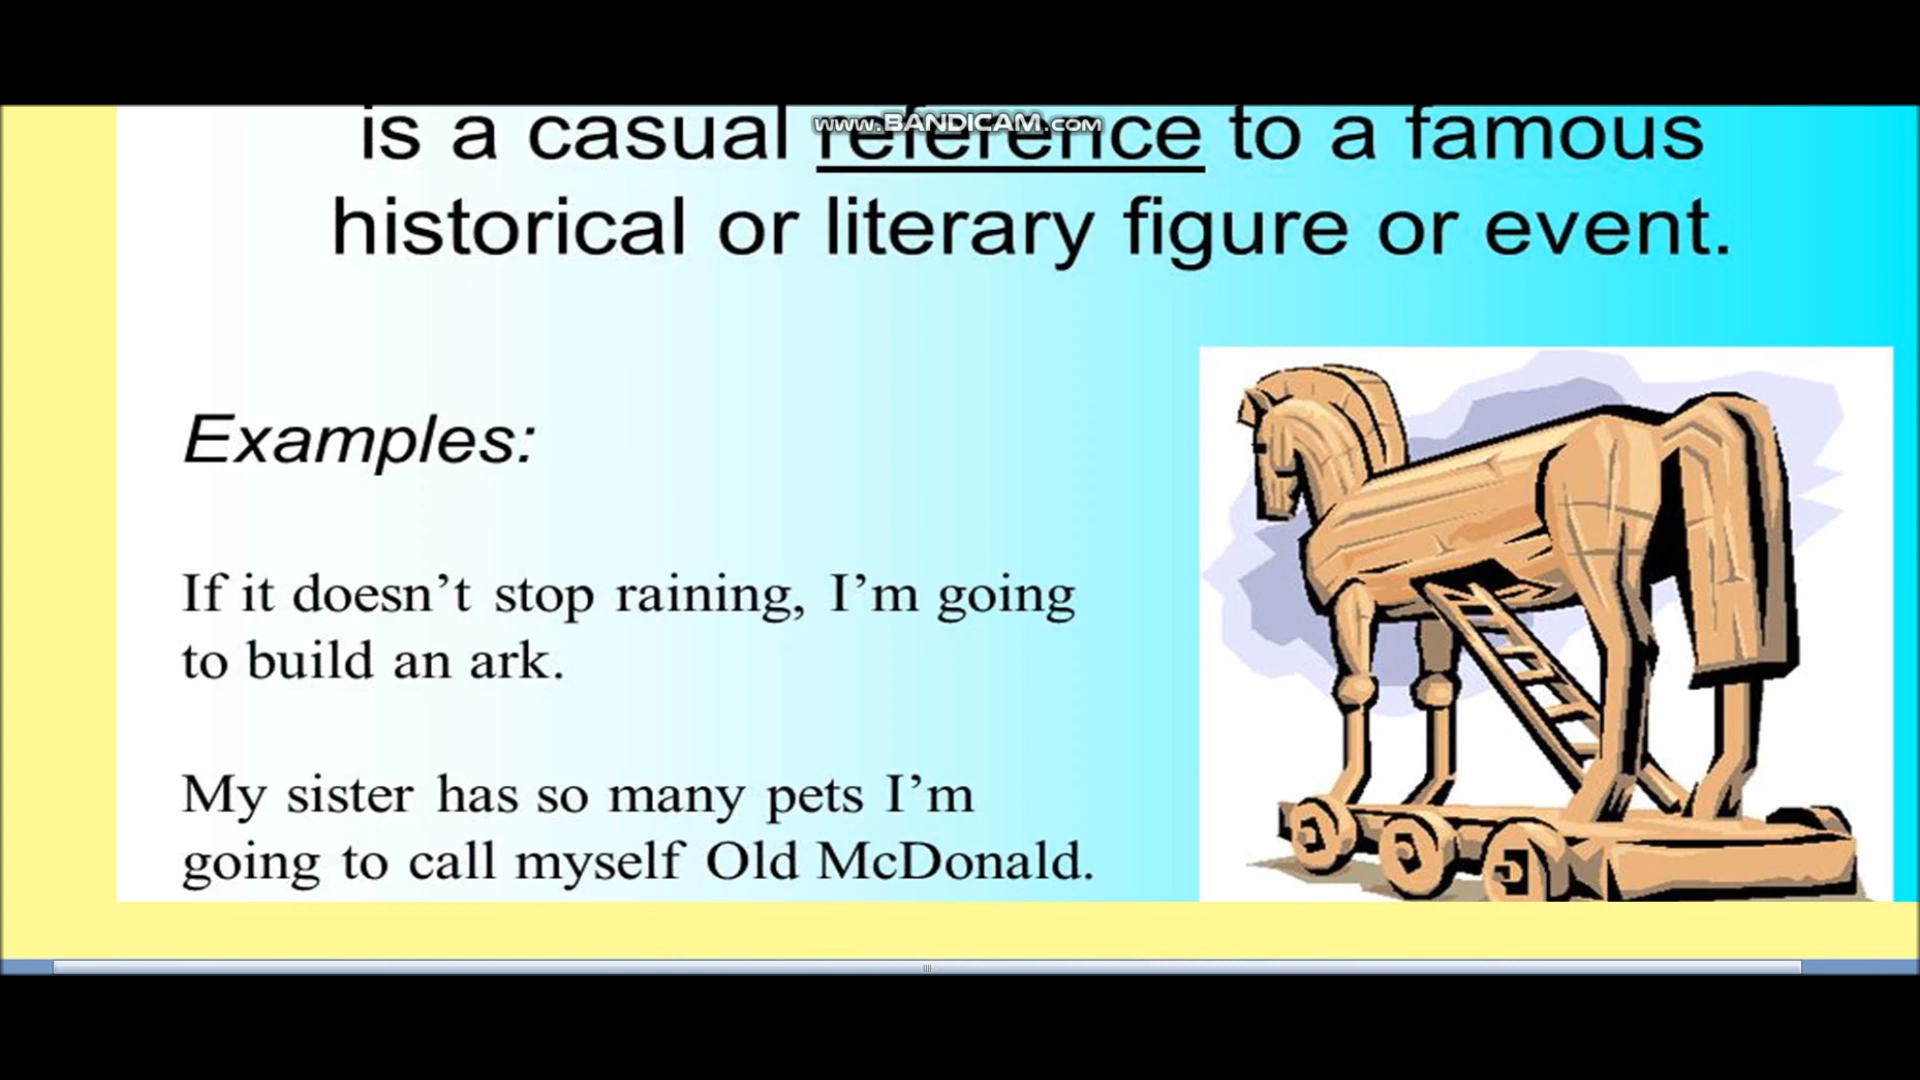 www.BANDICAM.com
is a casual reference to a famous
historical or literary figure or event.
Examples:
If it doesn’t stop raining, I’m going
to build an ark.
My sister has so many pets I’m
going to call myself Old McDonald.